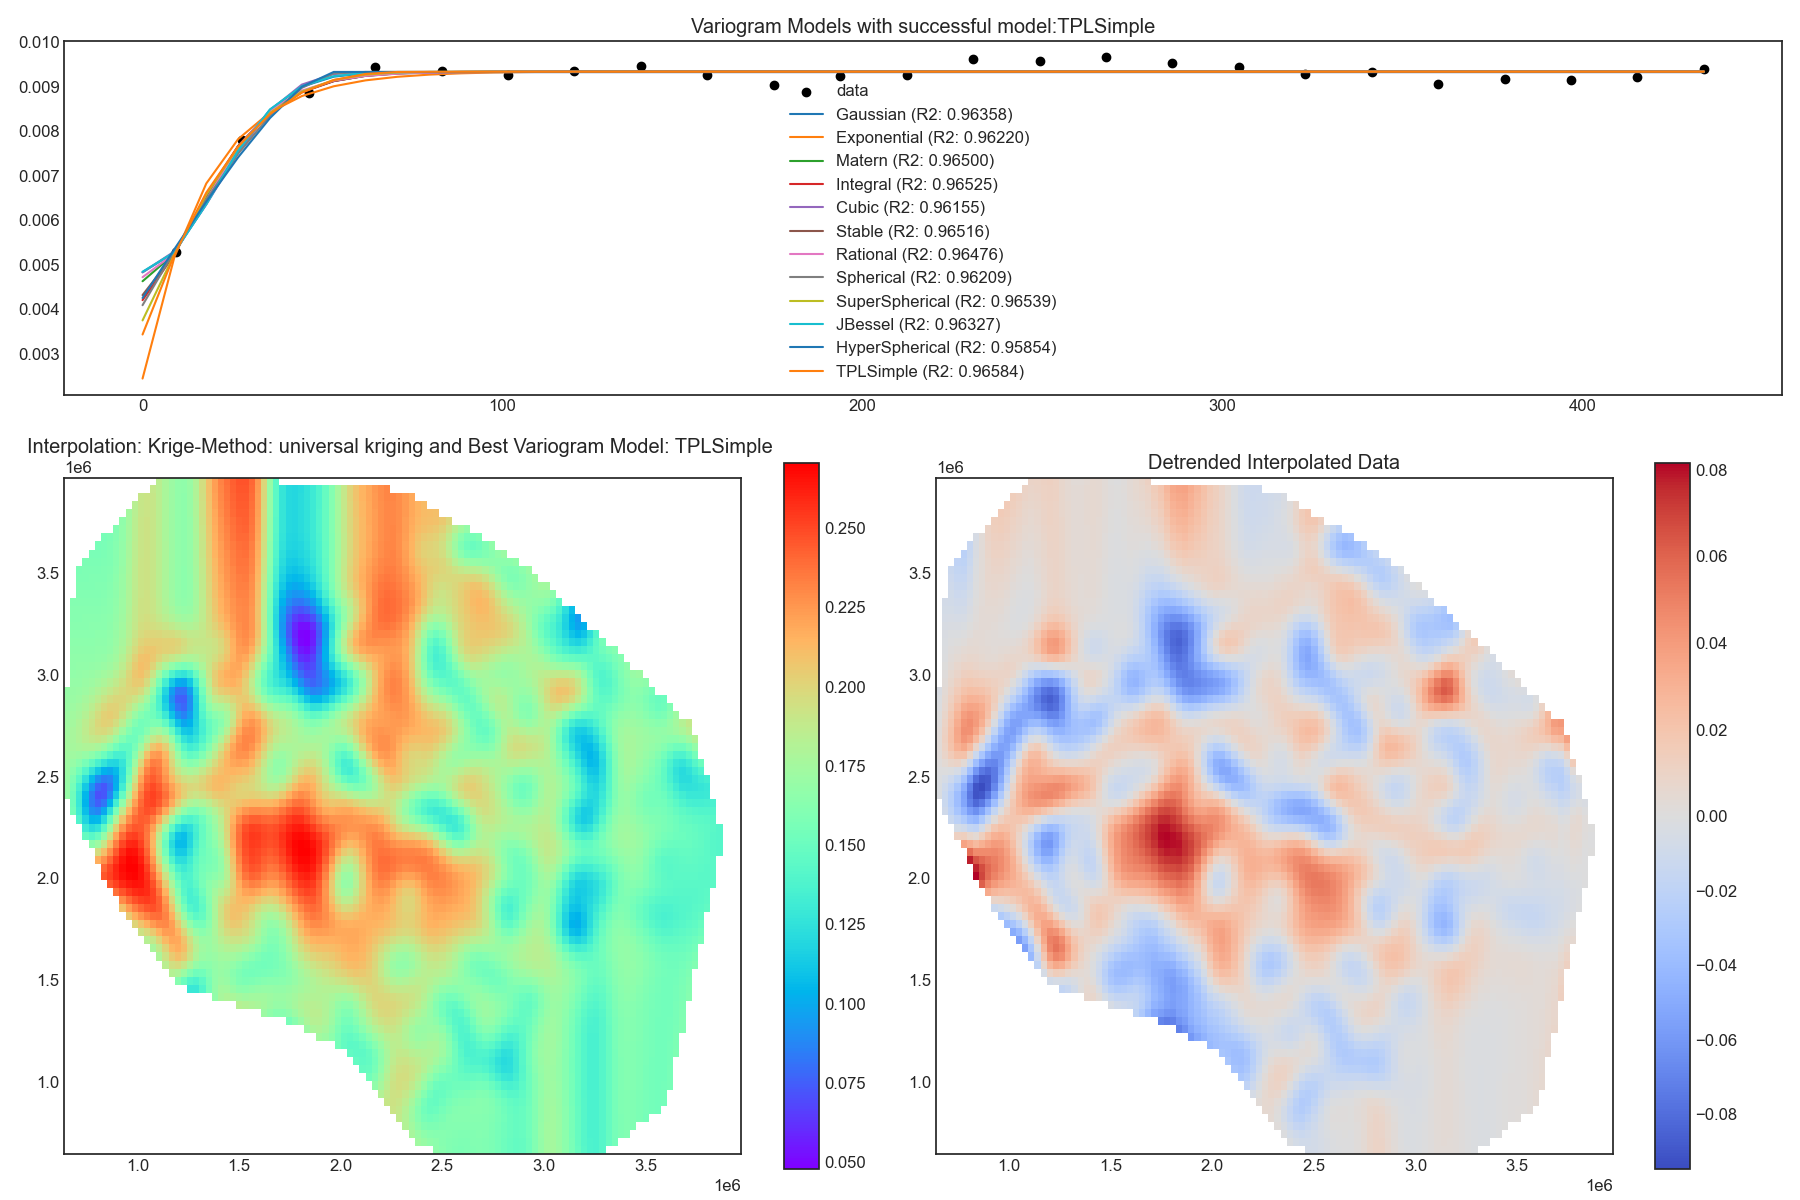 Variogram Models with successful model:TPLSimple
0.010
0.009
0.008
0.007
0.006
0.005
0.004
0.003
data
Gaussian (R2: 0.96358)
Exponential (R2: 0.96220)
Matern (R2: 0.96500)
Integral (R2: 0.96525)
Cubic (R2: 0.96155)
Stable (R2: 0.96516)
Rational (R2: 0.96476)
Spherical (R2: 0.96209)
SuperSpherical (R2: 0.96539)
JBessel (R2: 0.96327)
HyperSpherical (R2: 0.95854)
TPLSimple (R2: 0.96584)
0 100 200 300 400
Interpolation: Krige-Method: universal kriging and Best Variogram Model: TPLSimple
1e6
3.5
3.0
2.5
2.0
1.5
1.0
1.0 1.5 2.0 2.5 3.0 3.5
1e6
0.250
0.225
0.200
0.175
0.150
0.125
0.100
0.075
0.050
Detrended Interpolated Data
1e6
3.5
3.0
2.5
2.0
1.5
1.0
1.0 1.5 2.0 2.5 3.0 3.5
1e6
0.08
0.06
0.04
0.02
0.00
−0.02
−0.04
−0.06
−0.08